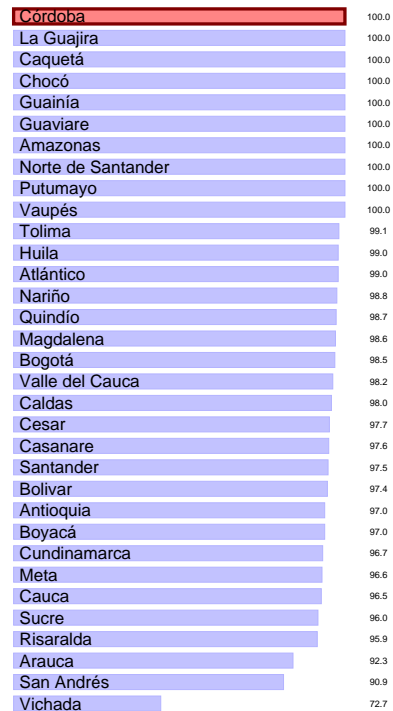 Córdoba 100.0
La Guajira 100.0
Caquetá 100.0
Chocó 100.0
Guainía 100.0
Guaviare 100.0
Amazonas 100.0
Norte de Santander 100.0
Putumayo 100.0
Vaupés 100.0
Tolima 99.1
Huila 99.0
Atlántico 99.0
Nariño 98.8
Quindío 98.7
Magdalena 98.6
Bogotá 98.5
Valle del Cauca 98.2
Caldas 98.0
Cesar 97.7
Casanare 97.6
Santander 97.5
Bolivar 97.4
Antioquia 97.0
Boyacá 97.0
Cundinamarca 96.7
Meta 96.6
Cauca 96.5
Sucre 96.0
Risaralda 95.9
Arauca 92.3
San Andrés 90.9
Vichada 72.7